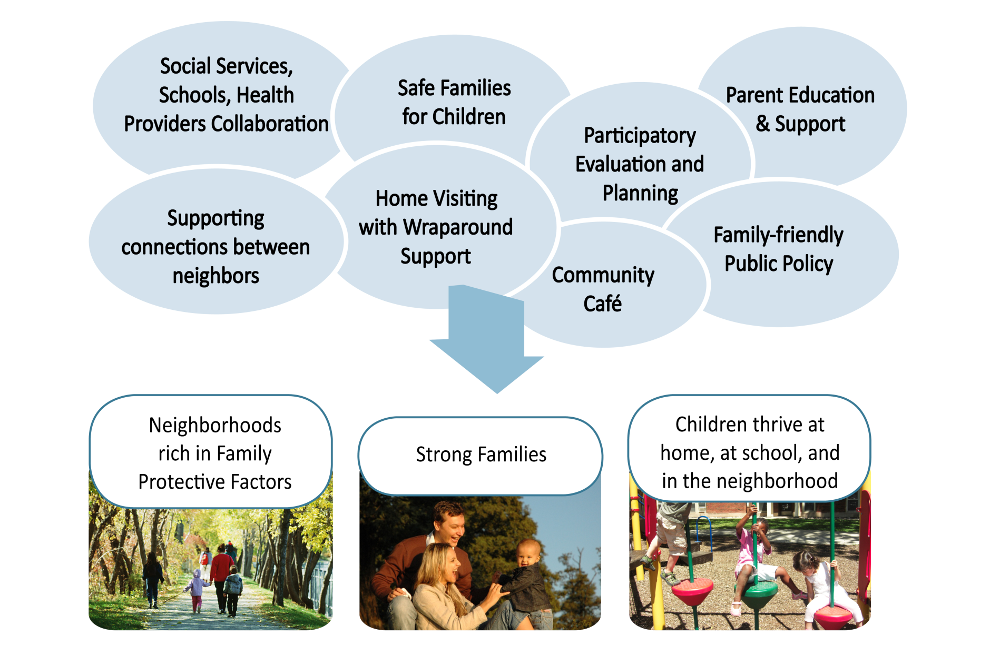 Social Services,
Schools, Health
Providers Collaboration
Safe Families
for Children
Participatory
Evaluation and
Planning
Parent Education
& Support
Supporting
connections between
neighbors
Home Visiting
with Wraparound
Support
Community
Café
Family-friendly
Public Policy
Neighborhoods
rich in Family
Protective Factors
Strong Families
Children thrive at
home, at school, and
in the neighborhood